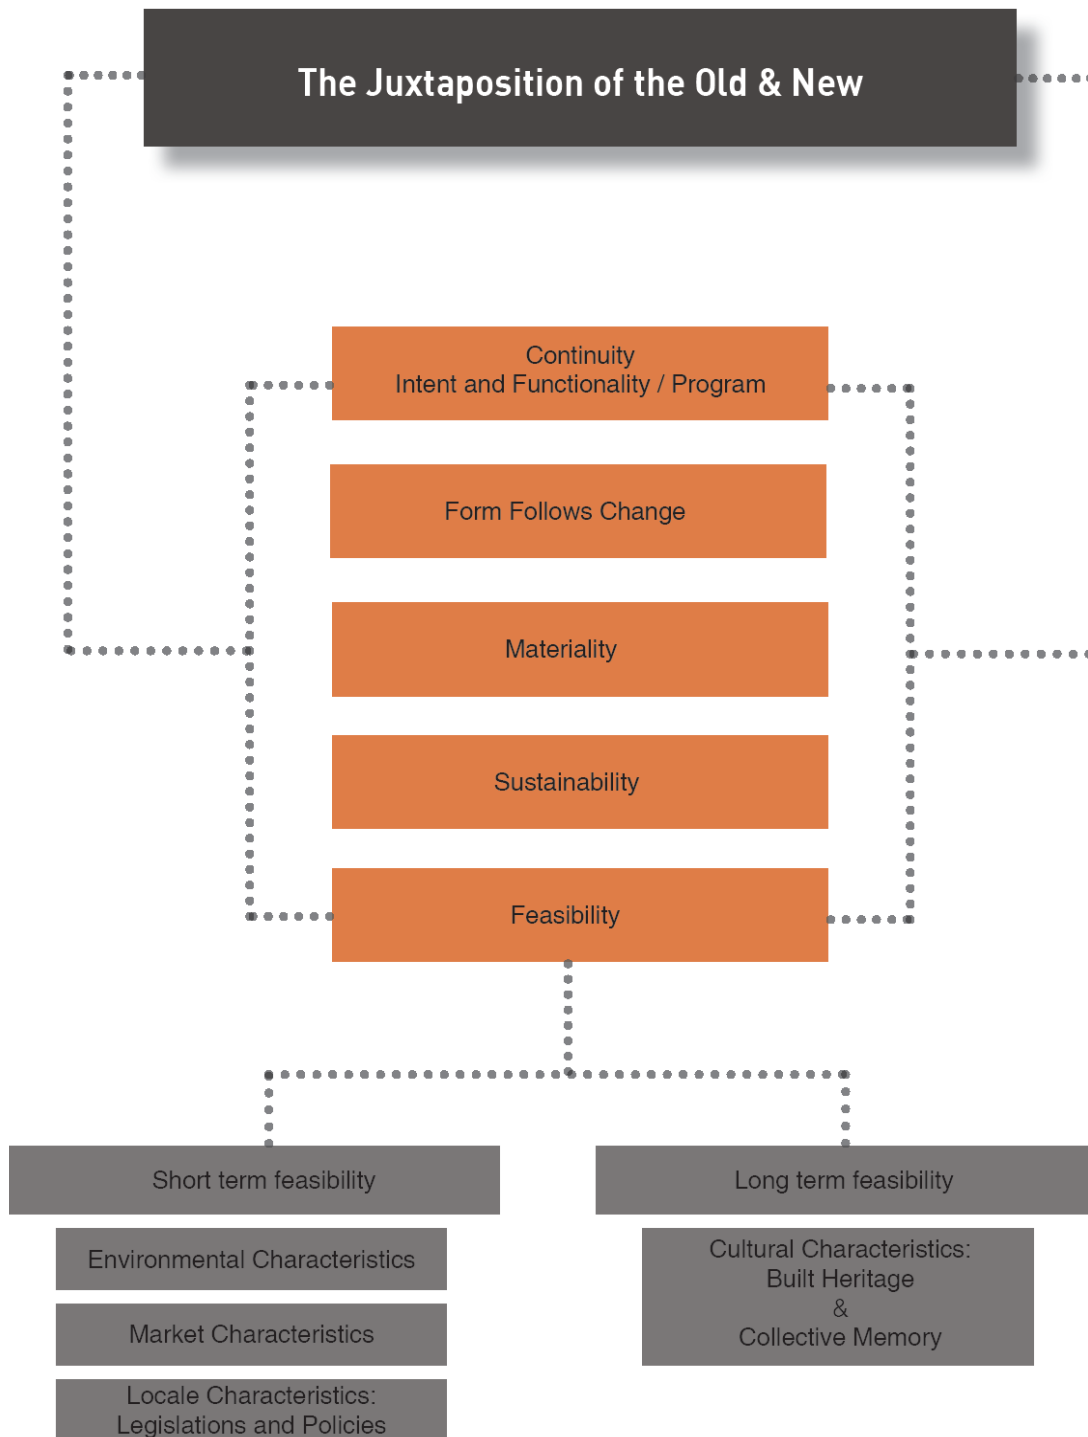 The Juxtaposition of the Old & New
Continuity
Intent and Functionality / Program
Form Follows Change
Materiality
Sustainability
Feasibility
Short term feasibility
Environmental Characteristics
Market Characteristics
Locale Characteristics:
Legislations and Policies
Long term feasibility
Cultural Characteristics:
Built Heritage
&
Collective Memory